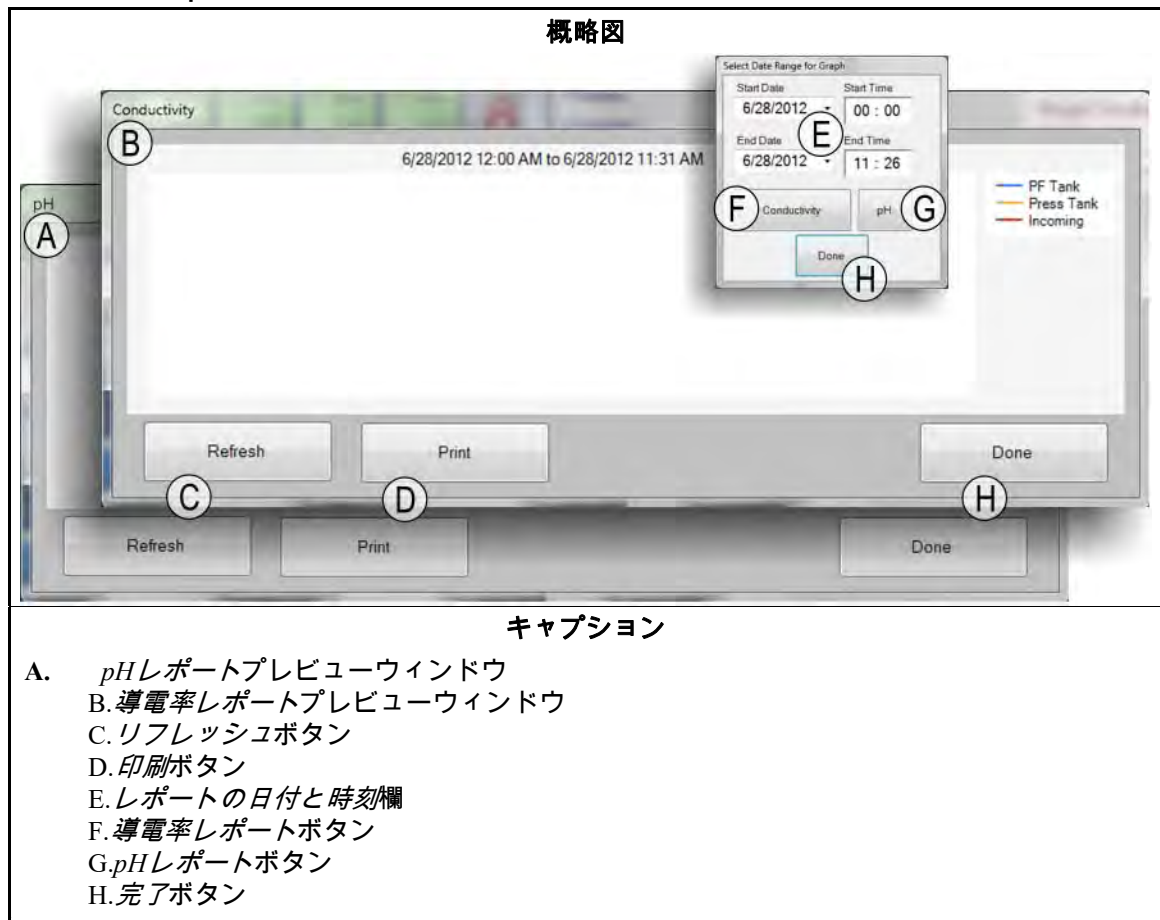 概略図
Select Date Range for Graph
Start Date Start Time
6/28/2012 00 : 00
E
End Date End Time
6/28/2012 11 : 26
F Conductivity pH G
Done
H
Conductivity
B
6/28/2012 12:00 AM to 6/28/2012 11:31 AM
PF Tank
Press Tank
Incoming
pH
A
Refresh Print Done
C D H
Refresh Print Done
キャプション
A. pHレポートプレビューウィンドウ
B.導電率レポートプレビューウィンドウ
C.リフレッシュボタン
D.印刷ボタン
E.レポートの日付と時刻欄
F.導電率レポートボタン
G.pHレポートボタン
H.完了ボタン